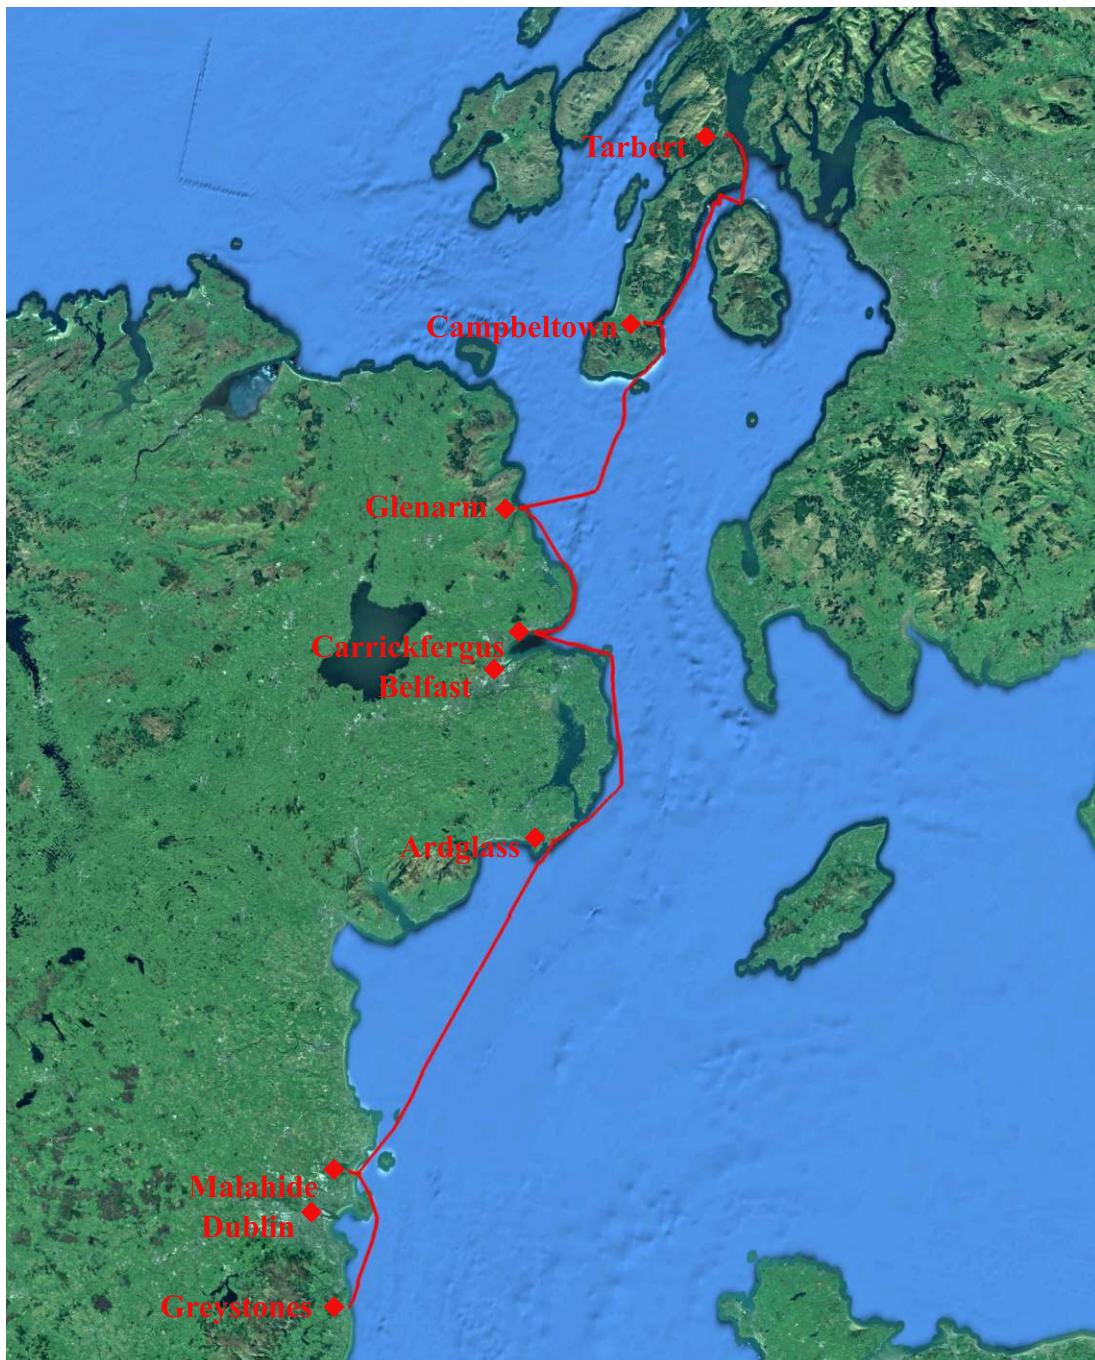 Tarbert
Campbeltown
Glenarm
Carrickfergus
Belfast
Ardglass
Malahide
Dublin
Greystones